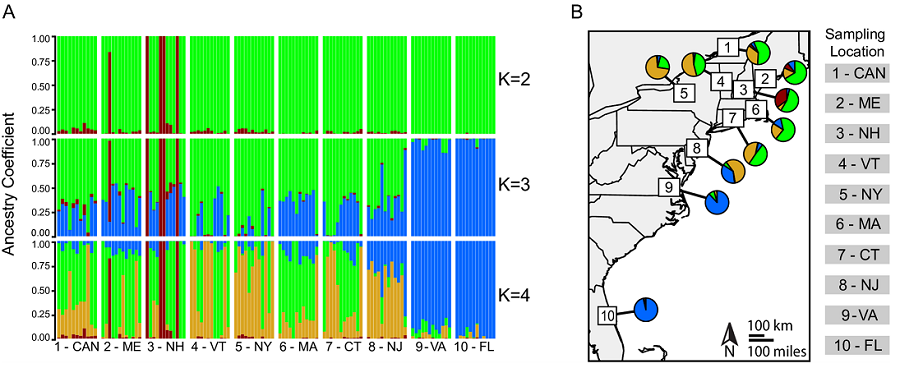 A
Ancestry Coefficient
1.00
0.75
0.50
0.25
0.00
K=2
1.00
0.75
0.50
0.25
0.00
K=3
1.00
0.75
0.50
0.25
0.00
K=4
1 - CAN 2 - ME 3 - NH 4 - VT 5 - NY 6 - MA 7 - CT 8 - NJ 9 - VA 10 - FL
B
1
2
3
4
5
6
7
8
9
10
N
100 km
100 miles
Sampling
Location
1 - CAN
2 - ME
3 - NH
4 - VT
5 - NY
6 - MA
7 - CT
8 - NJ
9 -VA
10 - FL